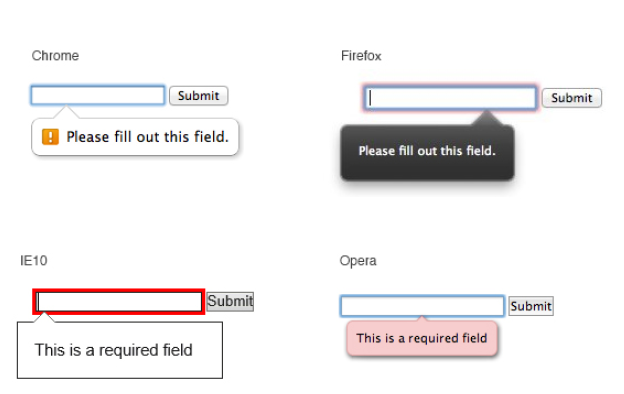 Chrome
Firefox
Submit
Submit
! Please fill out this field.
Please fill out this field.
IE10
Opera
Submit
Submit
This is a required field
This is a required field